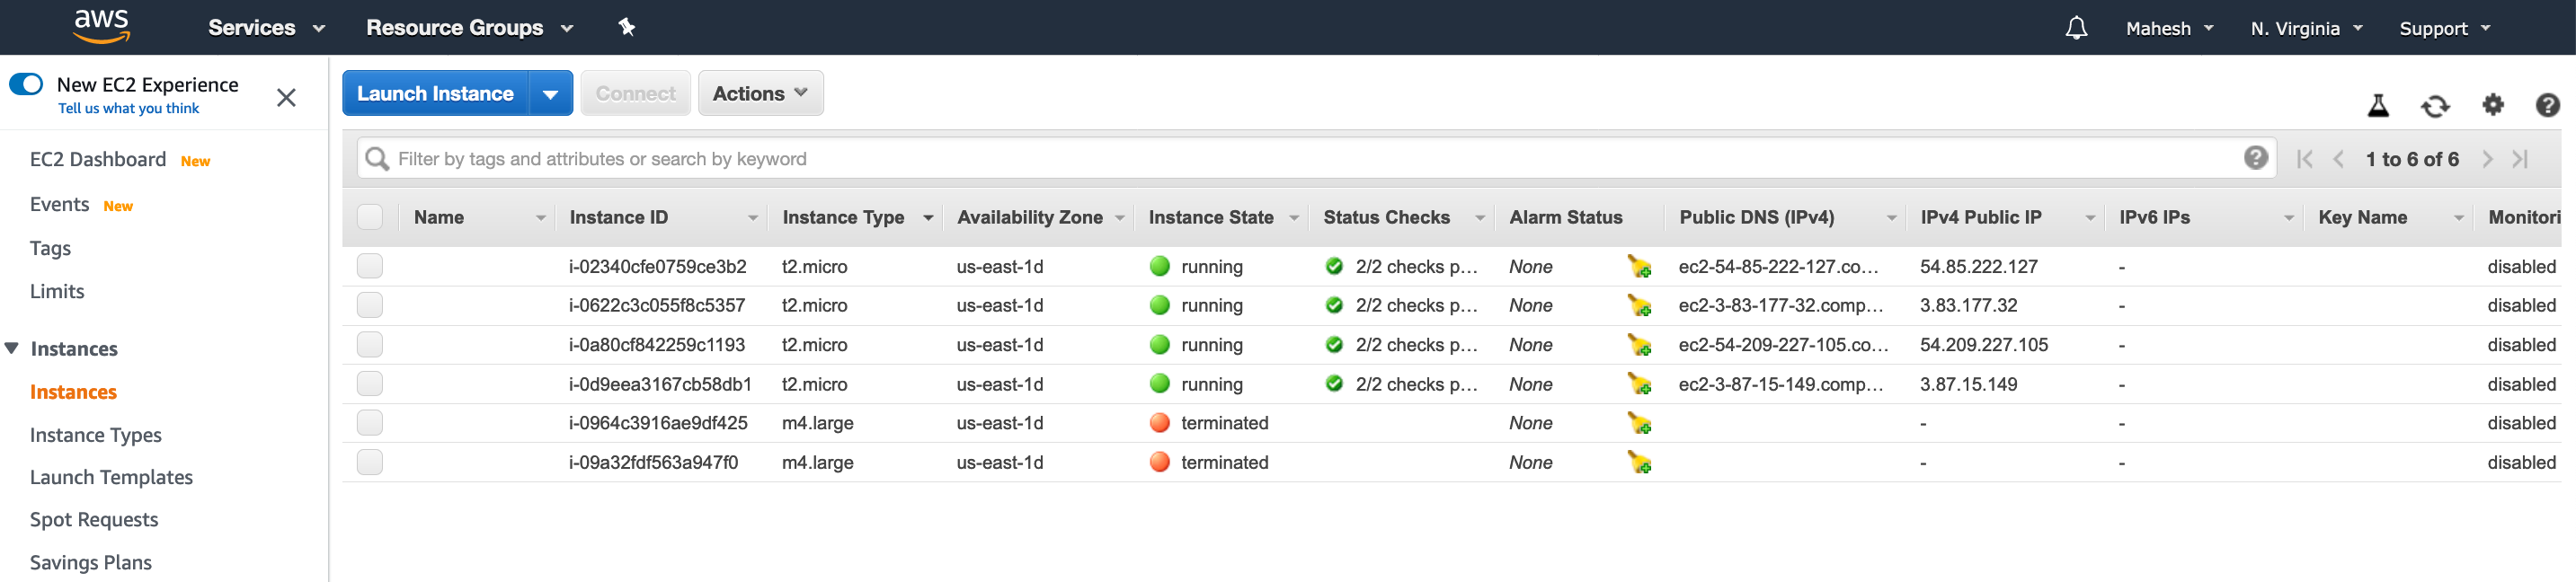 aws Services Resource Groups Mahesh N. Virginia Support
New EC2 Experience
Tell us what you think
EC2 Dashboard New
Events New
Tags
Limits
Instances
Instances
Instance Types
Launch Templates
Spot Requests
Savings Plans
Launch Instance Connect Actions
Filter by tags and attributes or search by keyword 1 to 6 of 6
Name Instance ID Instance Type Availability Zone Instance State Status Checks Alarm Status Public DNS (IPv4) IPv4 Public IP IPv6 IPs Key Name Monitori
i-02340cfe0759ce3b2 t2.micro us-east-1d running 2/2 checks p... None ec2-54-85-222-127.co... 54.85.222.127 - disabled
i-0622c3c055f8c5357 t2.micro us-east-1d running 2/2 checks p... None ec2-3-83-177-32.comp... 3.83.177.32 - disabled
i-0a80cf842259c1193 t2.micro us-east-1d running 2/2 checks p... None ec2-54-209-227-105.co... 54.209.227.105 - disabled
i-0d9eea3167cb58db1 t2.micro us-east-1d running 2/2 checks p... None ec2-3-87-15-149.comp... 3.87.15.149 - disabled
i-0964c3916ae9df425 m4.large us-east-1d terminated None - - disabled
i-09a32fdf563a947f0 m4.large us-east-1d terminated None - - disabled